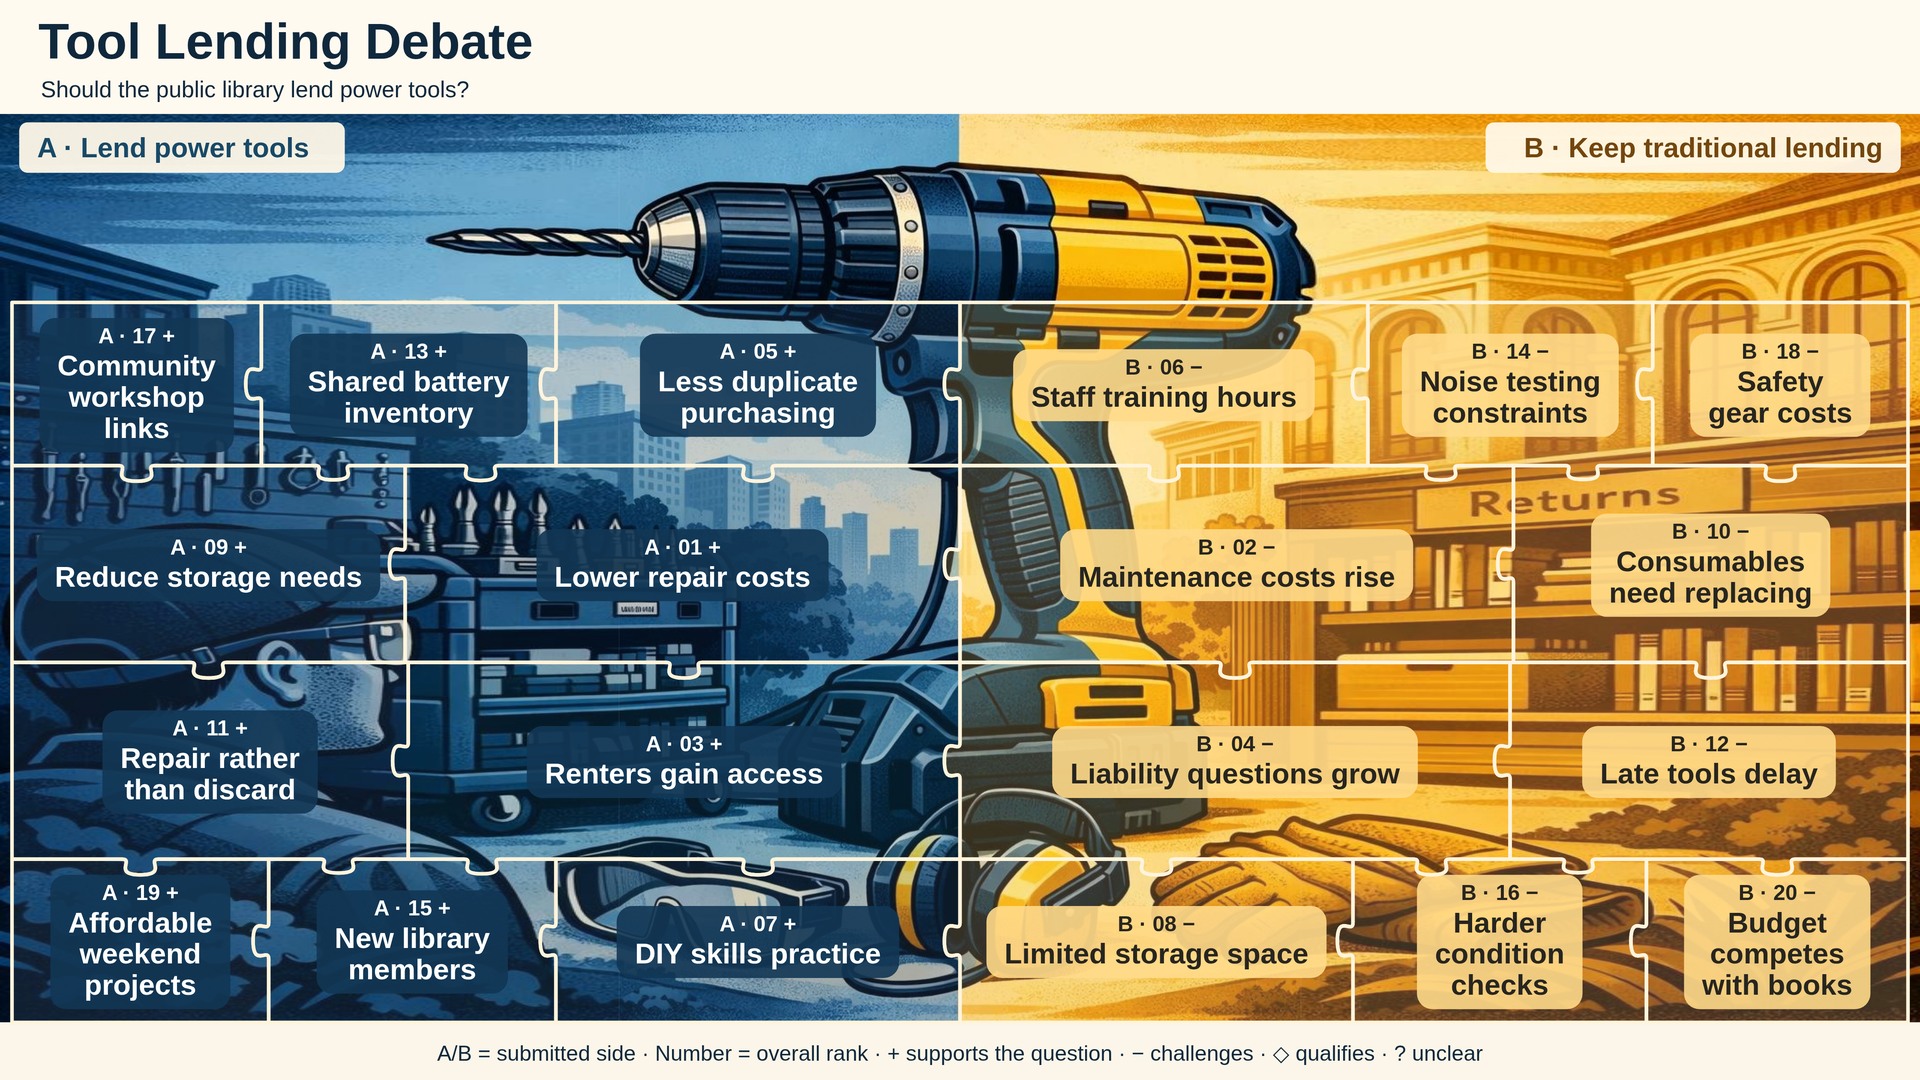 Tool Lending Debate
Should the public library lend power tools?
A · Lend power tools
B · Keep traditional lending
A · 17 +
Community
workshop
links
A · 13 +
Shared battery
inventory
A · 05 +
Less duplicate
purchasing
B · 06 −
Staff training hours
B · 14 −
Noise testing
constraints
B · 18 −
Safety
gear costs
Returns
A · 09 +
Reduce storage needs
A · 01 +
Lower repair costs
B · 02 −
Maintenance costs rise
B · 10 −
Consumables
need replacing
A · 11 +
Repair rather
than discard
A · 03 +
Renters gain access
B · 04 −
Liability questions grow
B · 12 −
Late tools delay
A · 19 +
Affordable
weekend
projects
A · 15 +
New library
members
A · 07 +
DIY skills practice
B · 08 −
Limited storage space
B · 16 −
Harder
condition
checks
B · 20 −
Budget
competes
with books
A/B = submitted side · Number = overall rank · + supports the question · − challenges · ◇ qualifies · ? unclear